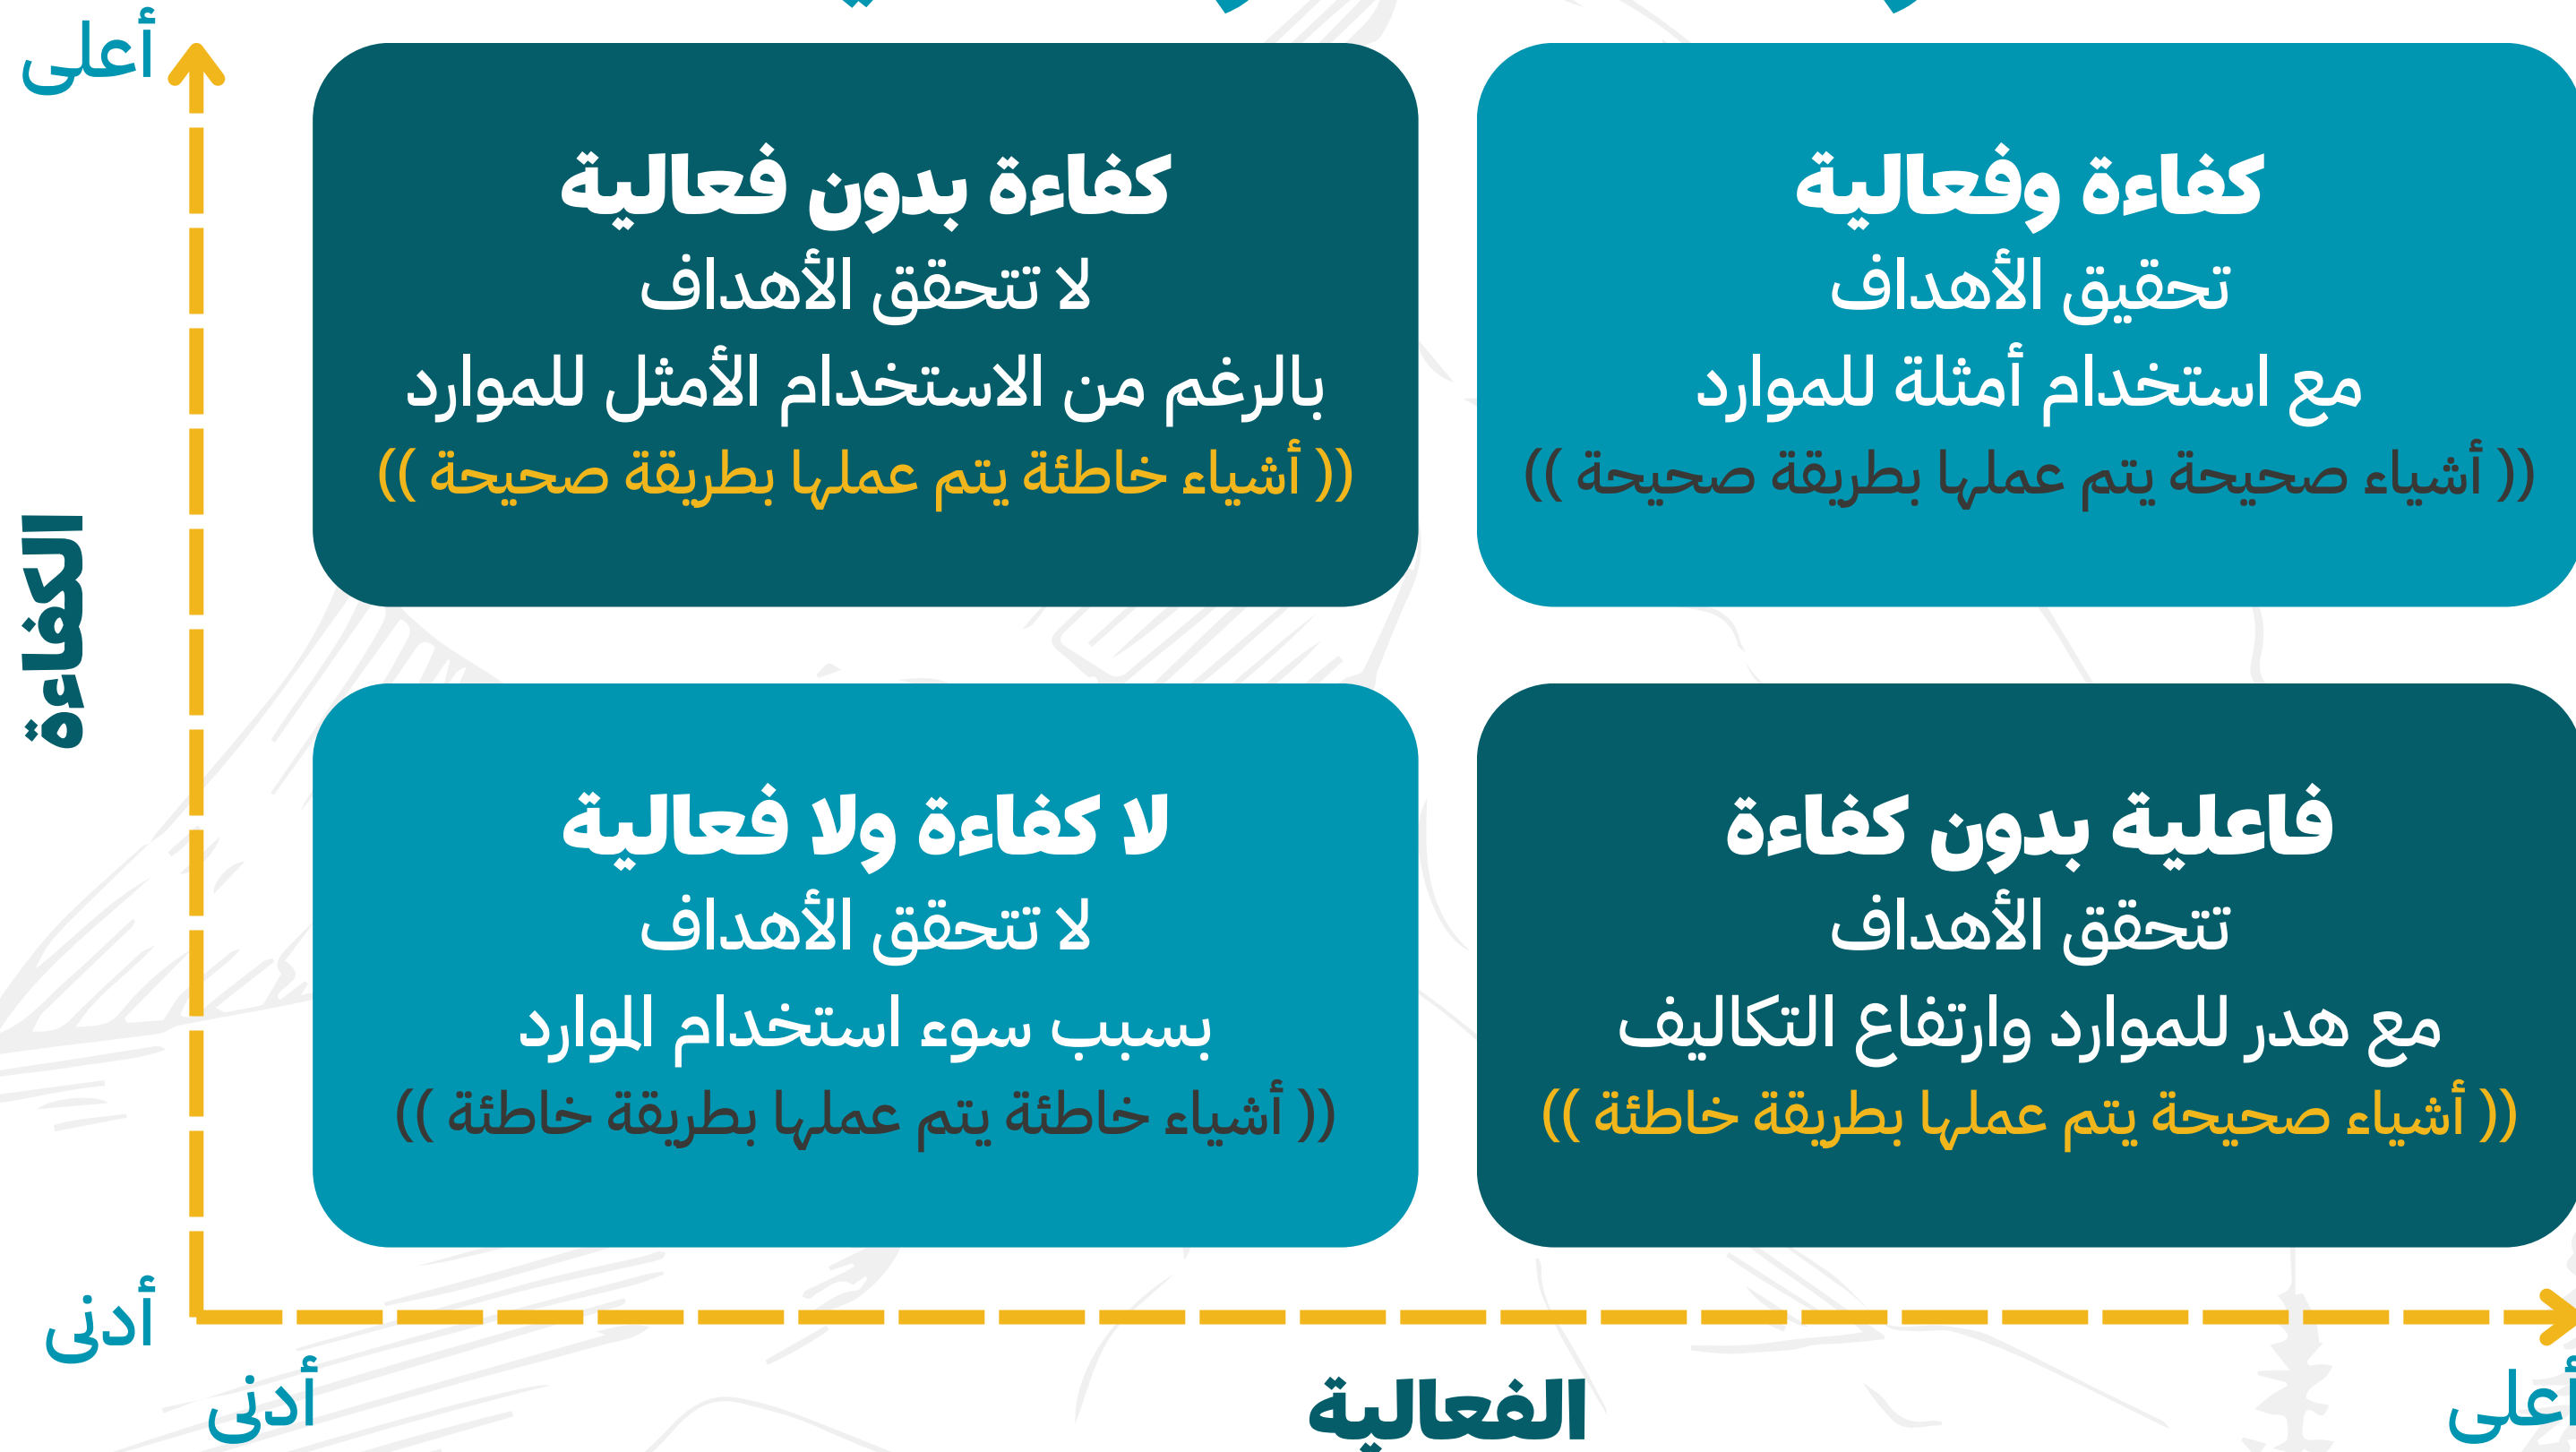 أعلى
كفاءة وفعالية
تحقيق الأهداف
مع استخدام أمثلة للموارد
(( أشياء صحيحة يتم عملها بطريقة صحيحة ))
كفاءة بدون فعالية
لا تتحقق الأهداف
بالرغم من الاستخدام الأمثل للموارد
(( أشياء خاطئة يتم عملها بطريقة صحيحة ))
الكفاءة
فاعلية بدون كفاءة
تتحقق الأهداف
مع هدر للموارد وارتفاع التكاليف
(( أشياء صحيحة يتم عملها بطريقة خاطئة ))
لا كفاءة ولا فعالية
لا تتحقق الأهداف
بسبب سوء استخدام الموارد
(( أشياء خاطئة يتم عملها بطريقة خاطئة ))
أدنى
أعلى
الفعالية
أدنى